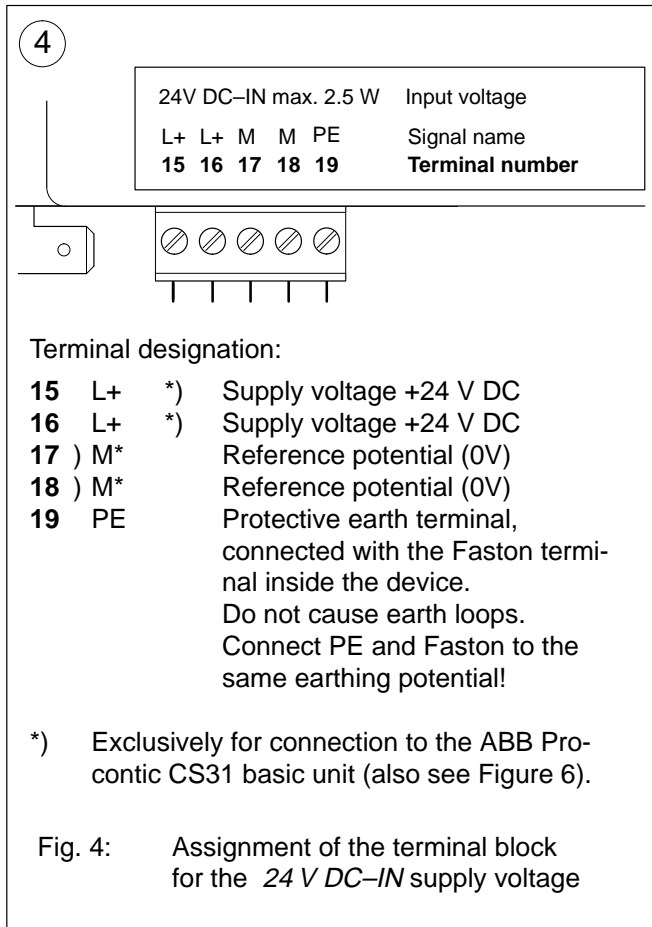 4
24V DC–IN max. 2.5 W Input voltage
L+ L+ M M PE Signal name
15 16 17 18 19 Terminal number
Terminal designation:
15 L+ *) Supply voltage +24 V DC
16 L+ *) Supply voltage +24 V DC
17 ) M* Reference potential (0V)
18 ) M* Reference potential (0V)
19 PE Protective earth terminal,
connected with the Faston termi-
nal inside the device.
Do not cause earth loops.
Connect PE and Faston to the
same earthing potential!
*) Exclusively for connection to the ABB Pro-
contic CS31 basic unit (also see Figure 6).
Fig. 4: Assignment of the terminal block
for the 24 V DC–IN supply voltage